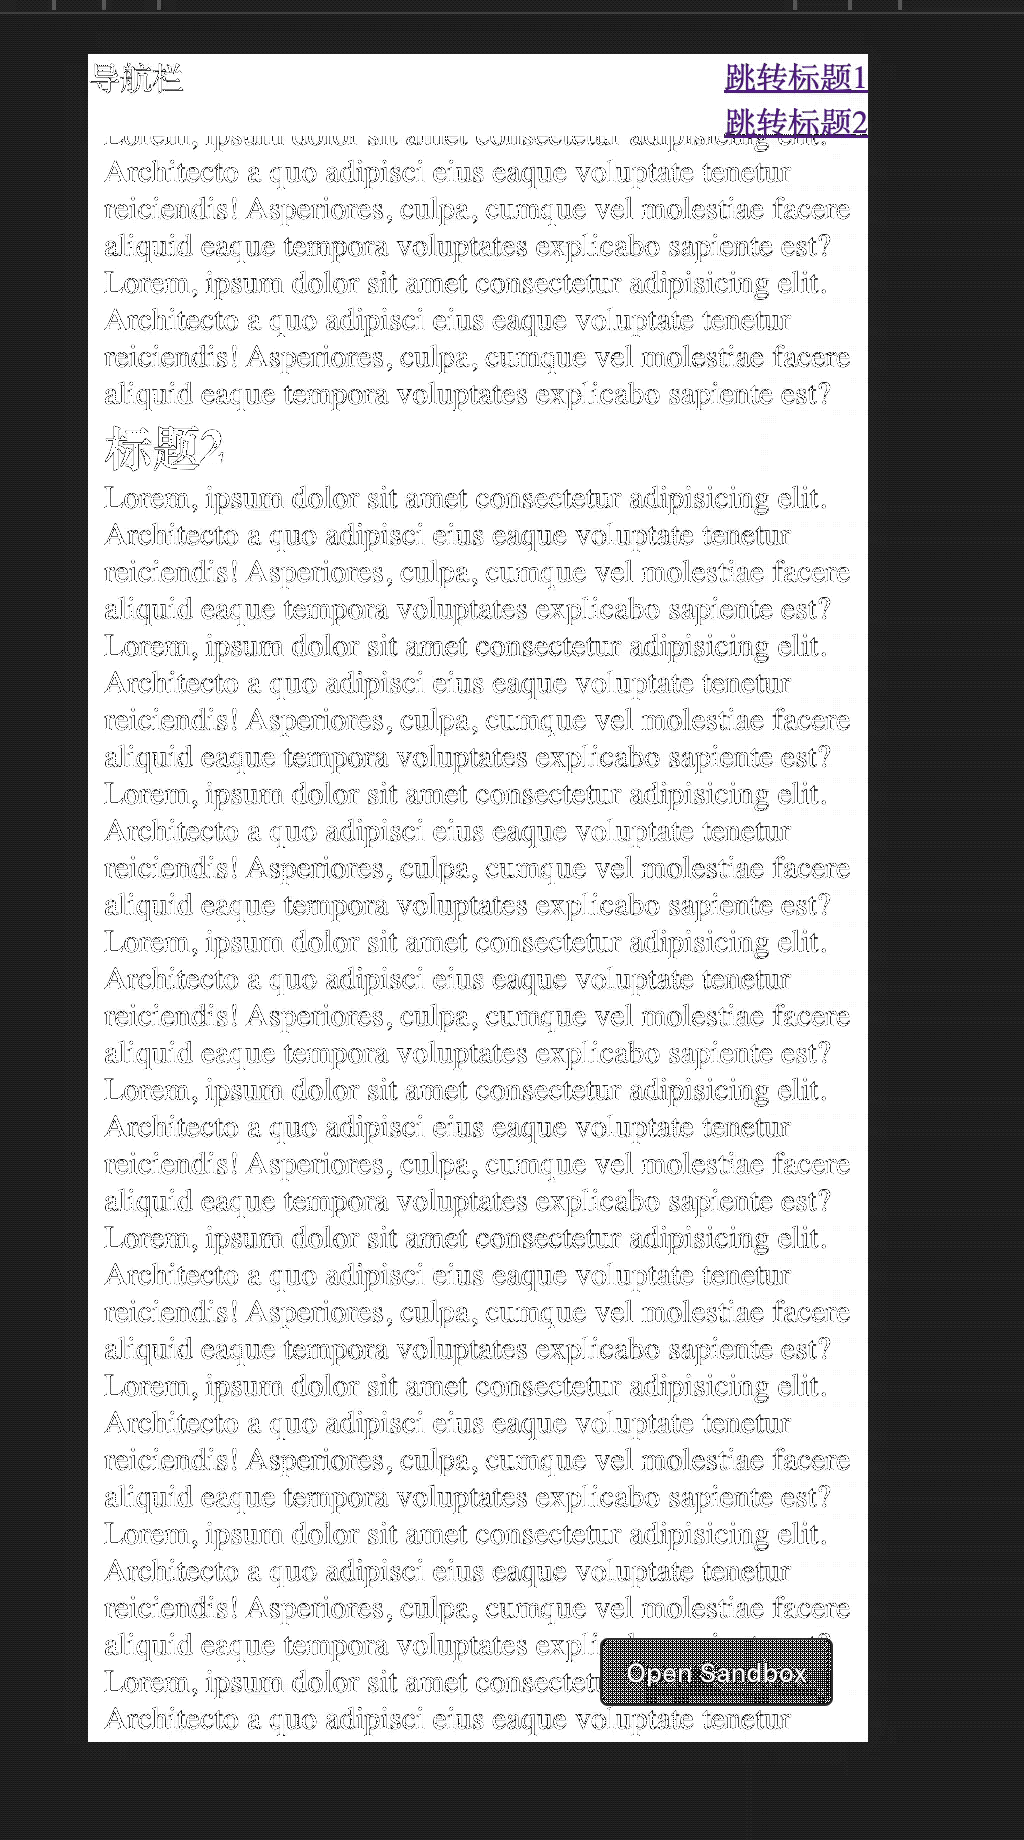 导航栏
跳转标题1
跳转标题2
Lorem, ipsum dolor sit amet consectetur adipisicing elit.
Architecto a quo adipisci eius eaque voluptate tenetur
reiciendis! Asperiores, culpa, cumque vel molestiae facere
aliquid eaque tempora voluptates explicabo sapiente est?
Lorem, ipsum dolor sit amet consectetur adipisicing elit.
Architecto a quo adipisci eius eaque voluptate tenetur
reiciendis! Asperiores, culpa, cumque vel molestiae facere
aliquid eaque tempora voluptates explicabo sapiente est?
标题2
Lorem, ipsum dolor sit amet consectetur adipisicing elit.
Architecto a quo adipisci eius eaque voluptate tenetur
reiciendis! Asperiores, culpa, cumque vel molestiae facere
aliquid eaque tempora voluptates explicabo sapiente est?
Lorem, ipsum dolor sit amet consectetur adipisicing elit.
Architecto a quo adipisci eius eaque voluptate tenetur
reiciendis! Asperiores, culpa, cumque vel molestiae facere
aliquid eaque tempora voluptates explicabo sapiente est?
Lorem, ipsum dolor sit amet consectetur adipisicing elit.
Architecto a quo adipisci eius eaque voluptate tenetur
reiciendis! Asperiores, culpa, cumque vel molestiae facere
aliquid eaque tempora voluptates explicabo sapiente est?
Lorem, ipsum dolor sit amet consectetur adipisicing elit.
Architecto a quo adipisci eius eaque voluptate tenetur
reiciendis! Asperiores, culpa, cumque vel molestiae facere
aliquid eaque tempora voluptates explicabo sapiente est?
Lorem, ipsum dolor sit amet consectetur adipisicing elit.
Architecto a quo adipisci eius eaque voluptate tenetur
reiciendis! Asperiores, culpa, cumque vel molestiae facere
aliquid eaque tempora voluptates explicabo sapiente est?
Lorem, ipsum dolor sit amet consectetur adipisicing elit.
Architecto a quo adipisci eius eaque voluptate tenetur
reiciendis! Asperiores, culpa, cumque vel molestiae facere
aliquid eaque tempora voluptates explicabo sapiente est?
Lorem, ipsum dolor sit amet consectetur adipisicing elit.
Architecto a quo adipisci eius eaque voluptate tenetur
reiciendis! Asperiores, culpa, cumque vel molestiae facere
aliquid eaque tempora voluptates explicabo sapiente est?
Lorem, ipsum dolor sit amet consectetur adipisicing elit.
Architecto a quo adipisci eius eaque voluptate tenetur
reiciendis! Asperiores, culpa, cumque vel molestiae facere
aliquid eaque tempora voluptates
Open Sandbox
Lorem, ipsum dolor sit amet
Architecto a quo adipisci eius eaque voluptate tenetur